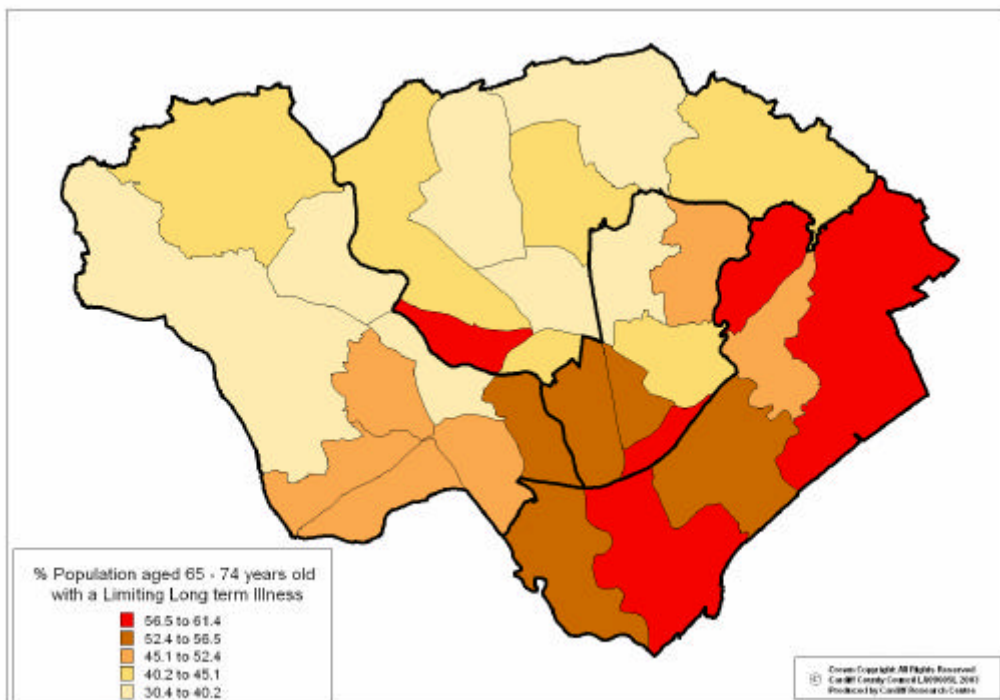 % Population aged 65 - 74 years old
with a Limiting Long term Illness
56.5 to 61.4
52.4 to 56.5
45.1 to 52.4
40.2 to 45.1
30.4 to 40.2
© Crown Copyright. All Rights Reserved
Cardiff County Council 2003
Produced by Cardiff Research Centre